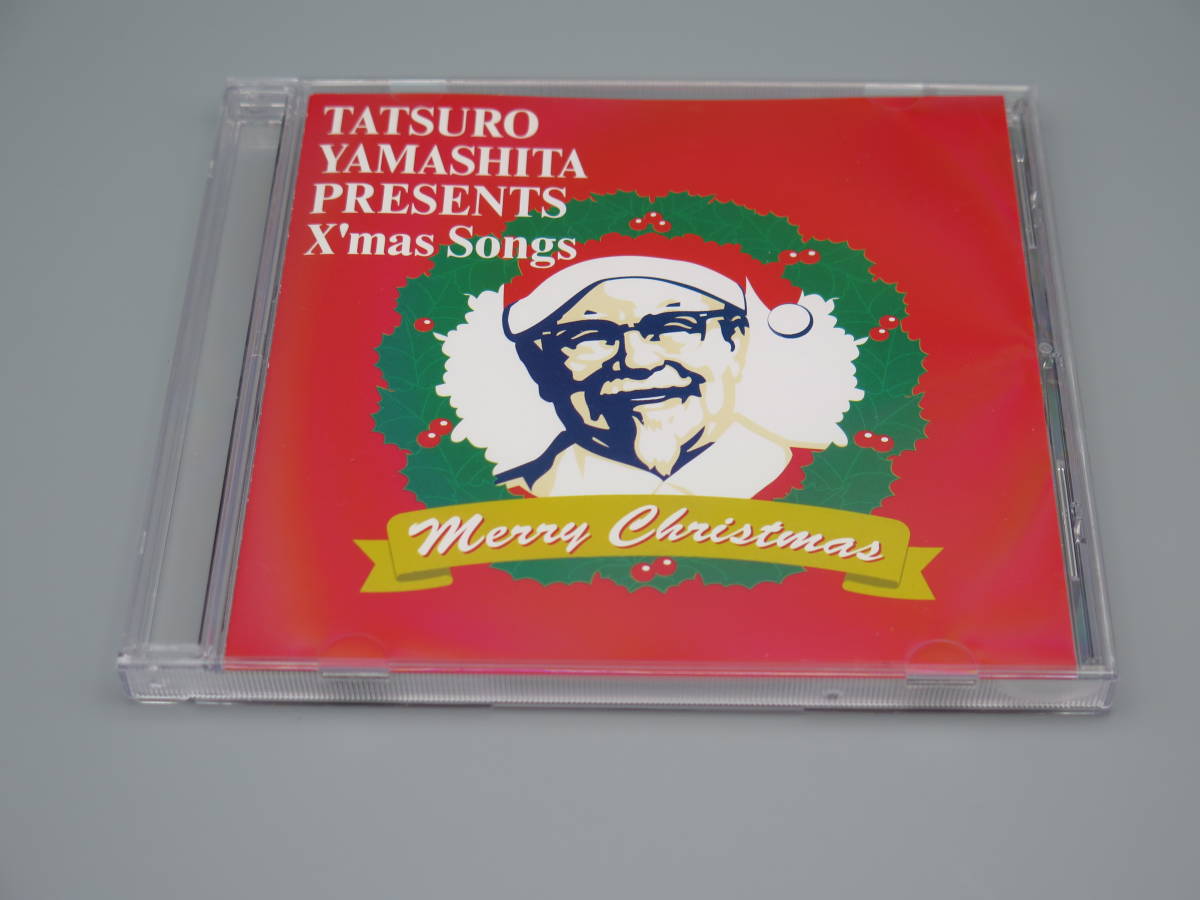 TATSURO
YAMASHITA
PRESENTS
X'mas Songs
Merry Christmas